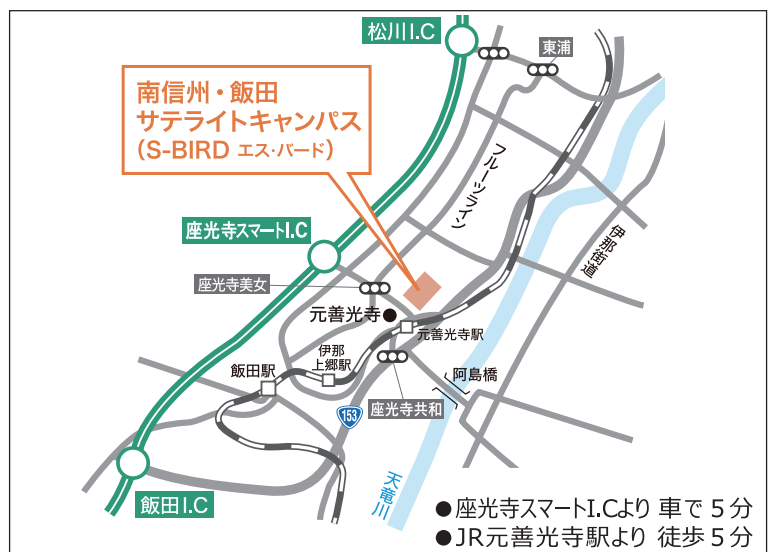 松川I.C
東浦
南信州・飯田
サテライトキャンパス
(S-BIRD エス・バード)
フルーツライン
座光寺スマートI.C
伊那街道
座光寺美女
元善光寺
元善光寺駅
伊那
上郷駅
飯田駅
阿島橋
座光寺共和
153
飯田I.C
天竜川
●座光寺スマートI.Cより 車で5分
●JR元善光寺駅より 徒歩5分